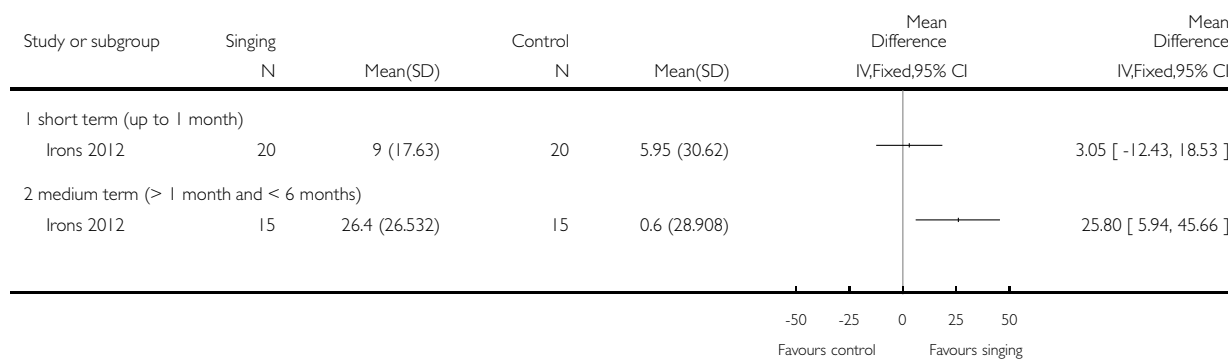 Mean Mean
Study or subgroup Singing Control Difference Difference
N Mean(SD) N Mean(SD) IV,Fixed,95% CI IV,Fixed,95% CI
1 short term (up to 1 month)
Irons 2012 20 9 (17.63) 20 5.95 (30.62) 3.05 [ -12.43, 18.53 ]
2 medium term (> 1 month and < 6 months)
Irons 2012 15 26.4 (26.532) 15 0.6 (28.908) 25.80 [ 5.94, 45.66 ]
-50 -25 0 25 50
Favours control Favours singing